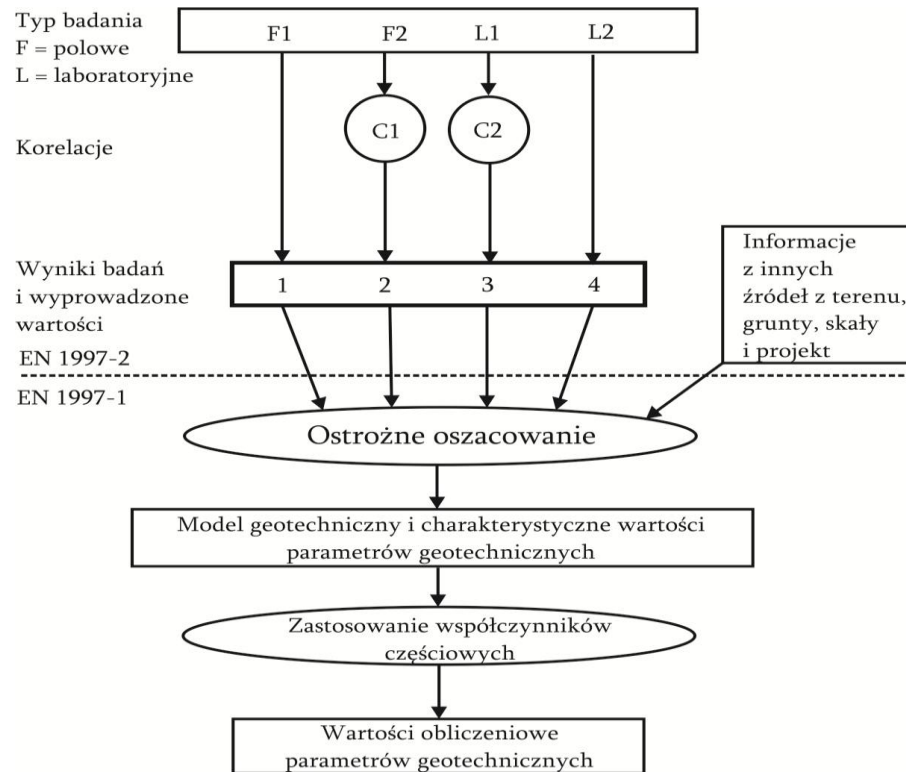 Typ badania
F = polowe
L = laboratoryjne
F1 F2 L1 L2
Korelacje
C1 C2
Wyniki badań
i wyprowadzone
wartości
1 2 3 4
Informacje
z innych
źródeł z terenu,
grunty, skały
i projekt
EN 1997-2
EN 1997-1
Ostrożne oszacowanie
Model geotechniczny i charakterystyczne wartości
parametrów geotechnicznych
Zastosowanie współczynników
częściowych
Wartości obliczeniowe
parametrów geotechnicznych